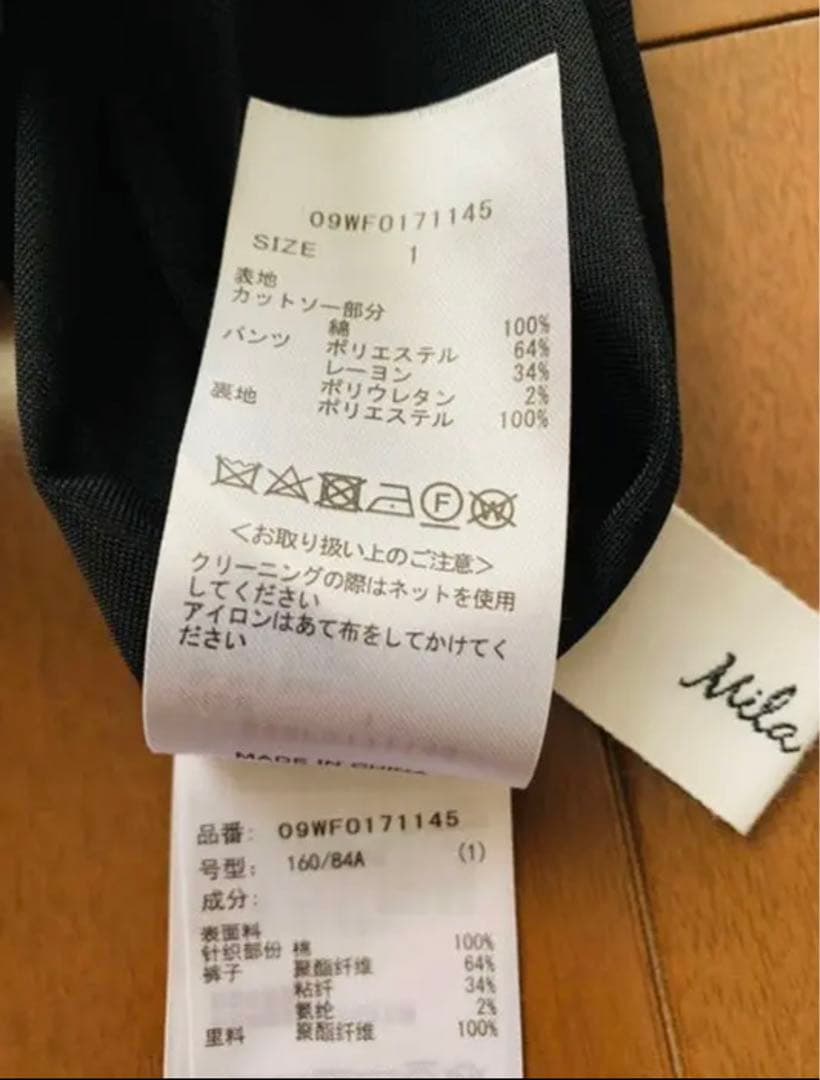 09WF0171145
SIZE 1
表地
カットソー部分
綿 100%
パンツ ポリエステル 64%
レーヨン 34%
ポリウレタン 2%
裏地 ポリエステル 100%
F
W
<お取り扱い上のご注意>
クリーニングの際はネットを使用
してください
アイロンはあて布をしてかけてく
ださい
MADE IN CHINA
Mila
品番: 09WF0171145
号型: 160/84A (1)
成分:
表面料
针织部份 棉 100%
裤子 聚酯纤维 64%
粘纤 34%
氨纶 2%
里料 聚酯纤维 100%